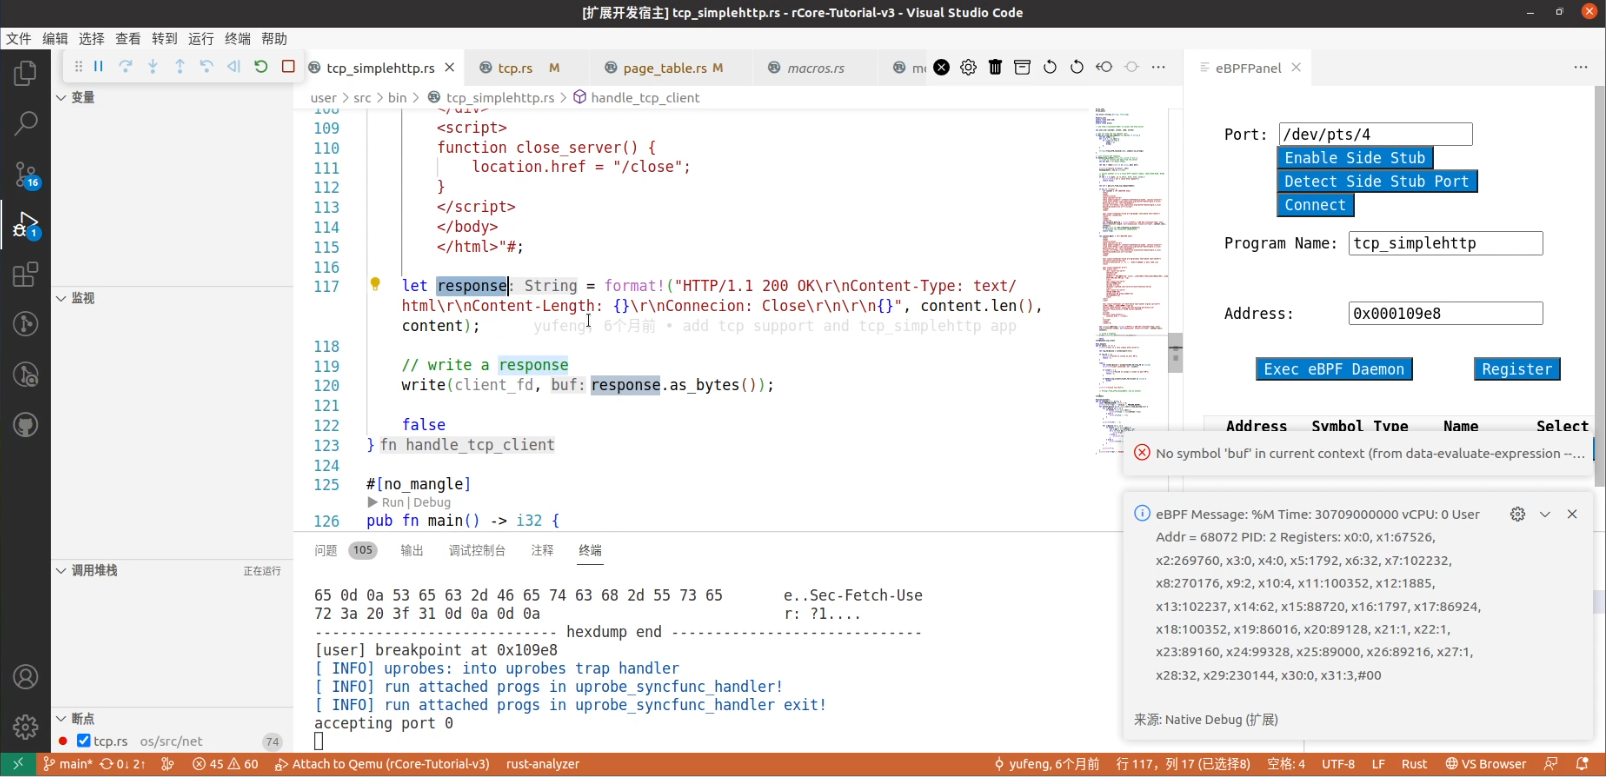 [扩展开发宿主] tcp_simplehttp.rs - rCore-Tutorial-v3 - Visual Studio Code
文件 编辑 选择 查看 转到 运行 终端 帮助
tcp_simplehttp.rs
tcp.rs M
page_table.rs M
macros.rs
eBPFPanel
变量
user > src > bin > tcp_simplehttp.rs > handle_tcp_client
108 </div>
109 <script>
110 function close_server() {
111 location.href = "/close";
112 }
113 </script>
114 </body>
115 </html>"#;
116
117 let response: String = format!("HTTP/1.1 200 OK\r\nContent-Type: text/
html\r\nContent-Length: {}\r\nConnecion: Close\r\n\r\n{}", content.len(),
content); yufeng, 6个月前 • add tcp support and tcp_simplehttp app
118
119 // write a response
120 write(client_fd, buf: response.as_bytes());
121
122 false
123 } fn handle_tcp_client
124
125 #[no_mangle]
Run | Debug
126 pub fn main() -> i32 {
16
1
监视
调用堆栈
正在运行
断点
tcp.rs os/src/net 74
Port: /dev/pts/4
Enable Side Stub
Detect Side Stub Port
Connect
Program Name: tcp_simplehttp
Address: 0x000109e8
Exec eBPF Daemon
Register
Address Symbol Type Name Select
No symbol 'buf' in current context (from data-evaluate-expression --...
eBPF Message: %M Time: 30709000000 vCPU: 0 User
Addr = 68072 PID: 2 Registers: x0:0, x1:67526,
x2:269760, x3:0, x4:0, x5:1792, x6:32, x7:102232,
x8:270176, x9:2, x10:4, x11:100352, x12:1885,
x13:102237, x14:62, x15:88720, x16:1797, x17:86924,
x18:100352, x19:86016, x20:89128, x21:1, x22:1,
x23:89160, x24:99328, x25:89000, x26:89216, x27:1,
x28:32, x29:230144, x30:0, x31:3,#00
来源: Native Debug (扩展)
问题 105 输出 调试控制台 注释 终端
65 0d 0a 53 65 63 2d 46 65 74 63 68 2d 55 73 65 e..Sec-Fetch-Use
72 3a 20 3f 31 0d 0a 0d 0a r: ?1....
---------------------------- hexdump end -----------------------------
[user] breakpoint at 0x109e8
[ INFO] uprobes: into uprobes trap handler
[ INFO] run attached progs in uprobe_syncfunc_handler!
[ INFO] run attached progs in uprobe_syncfunc_handler exit!
accepting port 0
main* 0↓ 2↑ 45 60 Attach to Qemu (rCore-Tutorial-v3) rust-analyzer yufeng, 6个月前 行 117，列 17 (已选择8) 空格: 4 UTF-8 LF Rust VS Browser